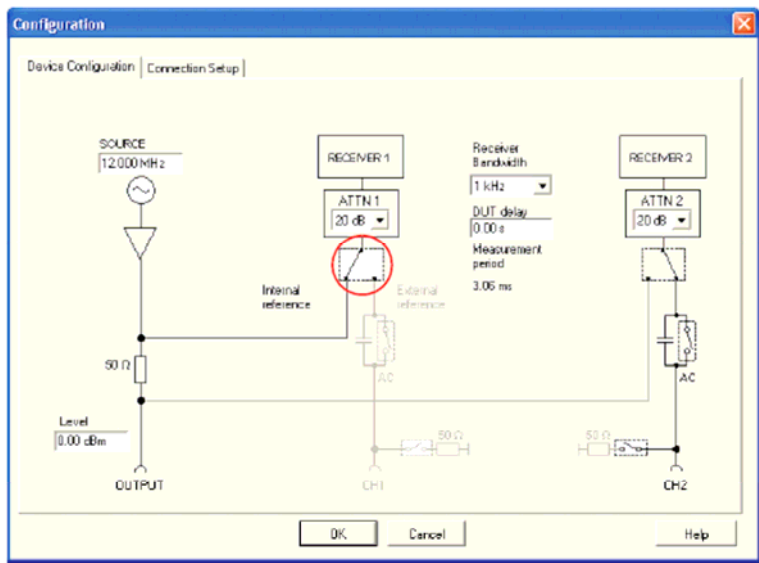 Configuration
Device Configuration
Connection Setup
SOURCE
12.000 MHz
RECEIVER 1
ATTN 1
20 dB
Receiver
Bandwidth
1 kHz
DUT delay
0.00 s
Measurement
period
3.06 ms
RECEIVER 2
ATTN 2
20 dB
Internal
reference
External
reference
50 Ω
AC
AC
Level
0.00 dBm
50 Ω
50 Ω
OUTPUT
CH1
CH2
OK
Cancel
Help